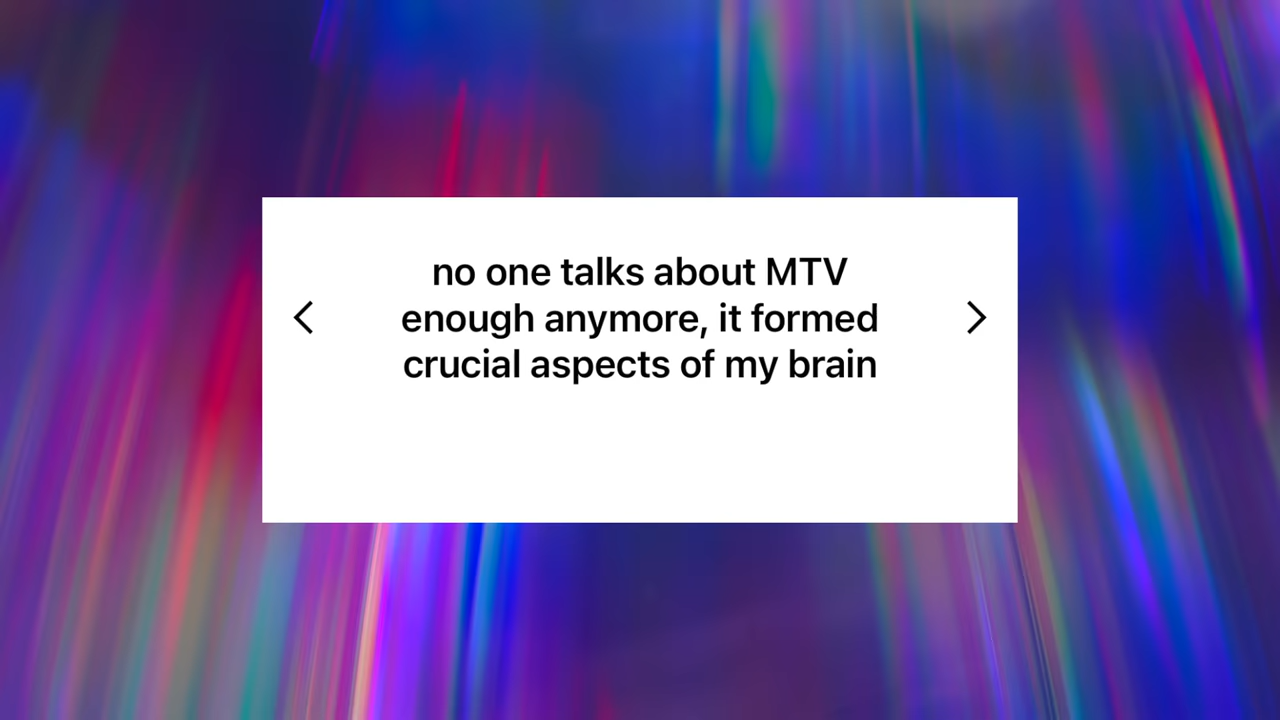 no one talks about MTV
enough anymore, it formed
crucial aspects of my brain